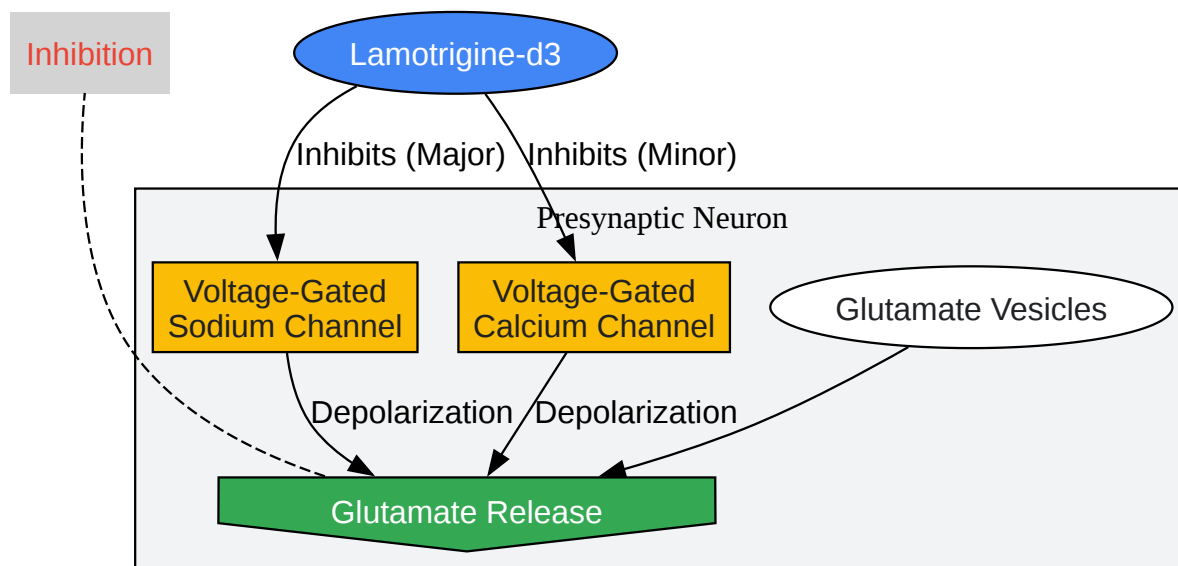 Inhibition
Lamotrigine-d3
Inhibits (Major)
Inhibits (Minor)
Presynaptic Neuron
Voltage-Gated
Sodium Channel
Voltage-Gated
Calcium Channel
Glutamate Vesicles
Depolarization
Depolarization
Glutamate Release